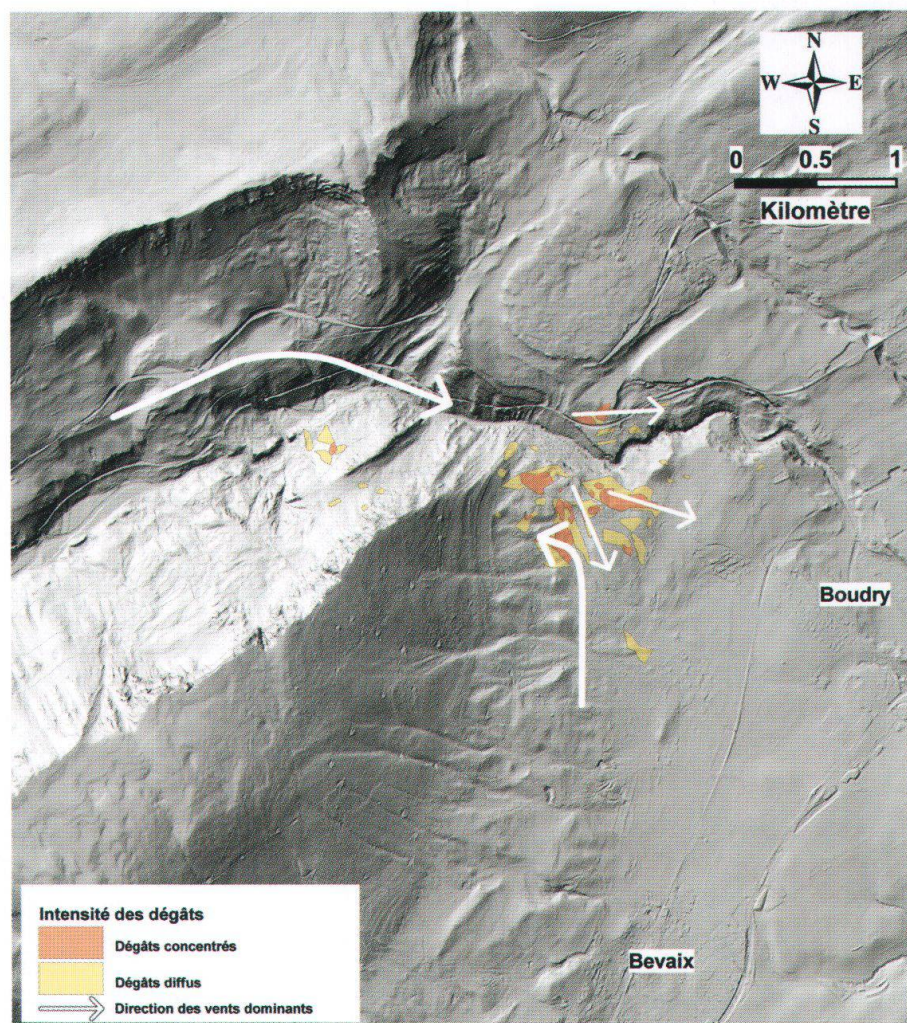 N
W E
S
0 0.5 1
Kilomètre
Boudry
Bevaix
Intensité des dégâts
Dégâts concentrés
Dégâts diffus
Direction des vents dominants